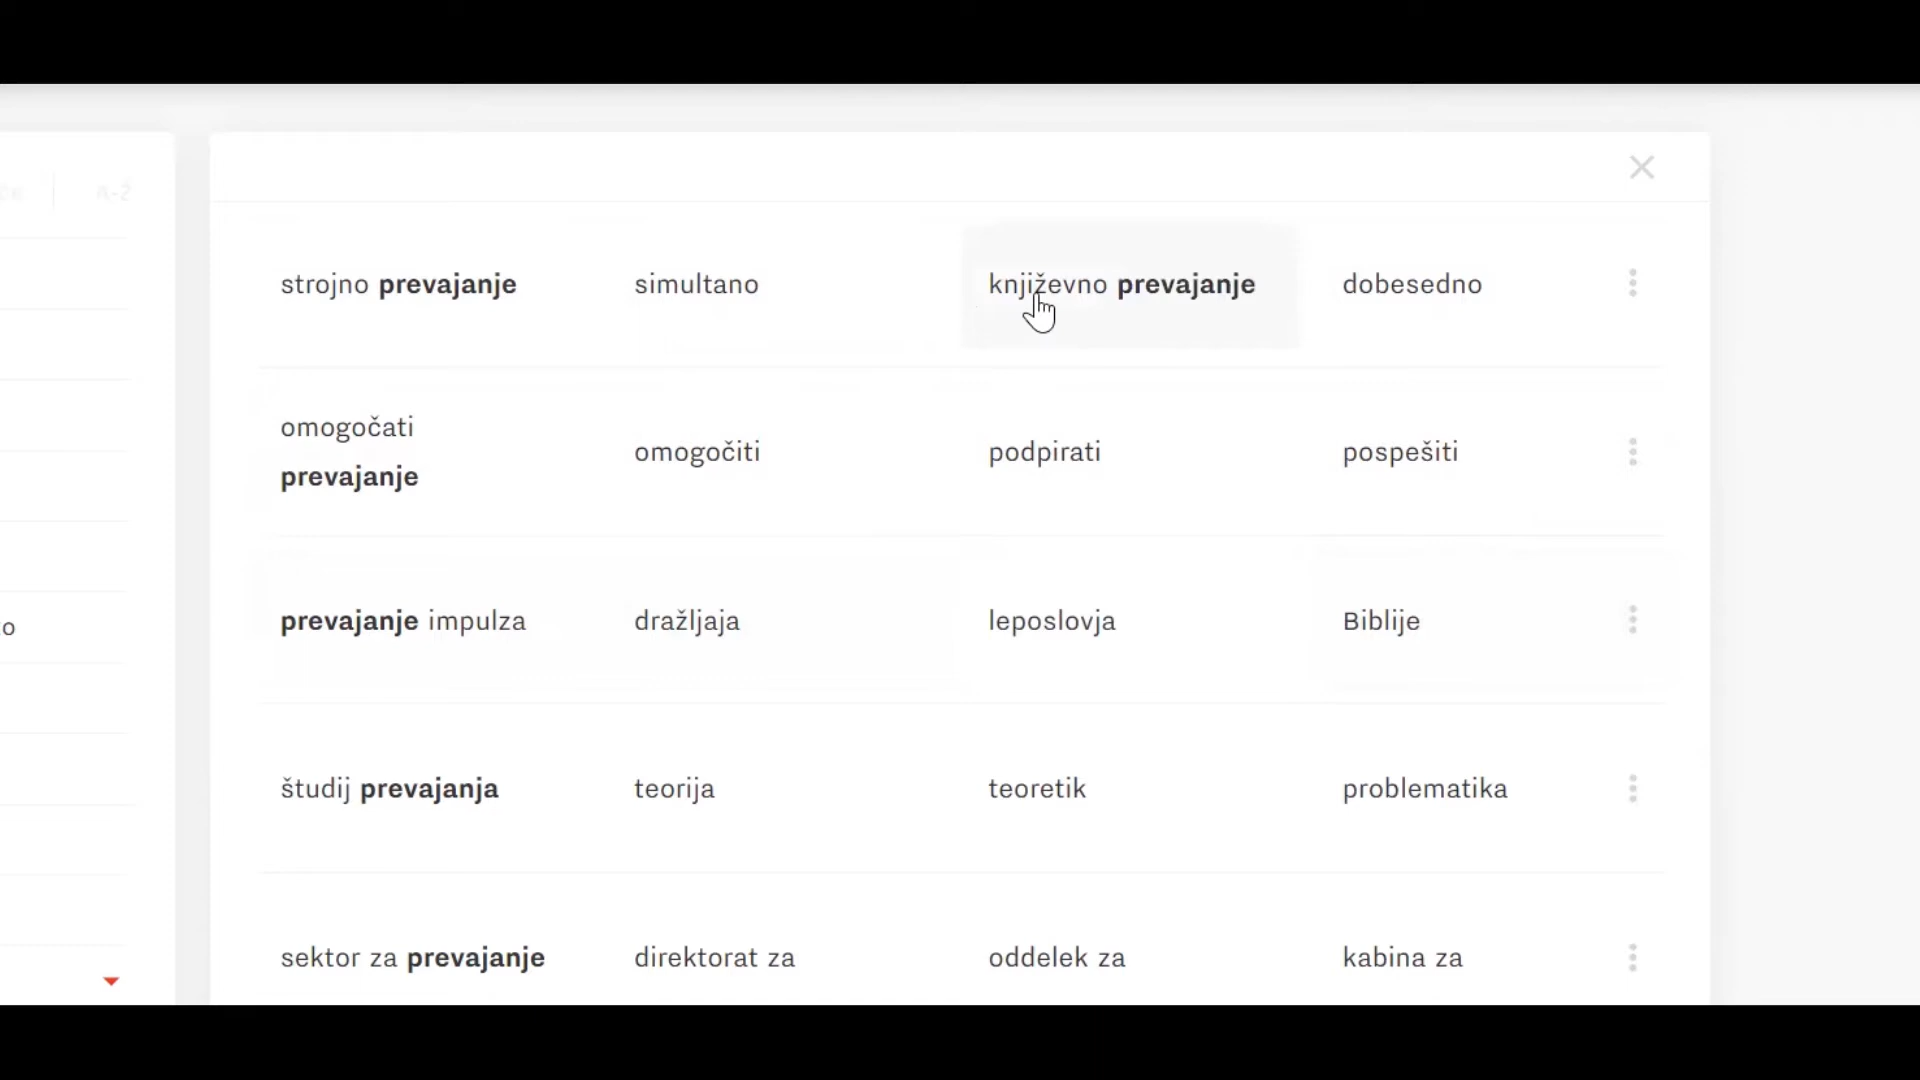 A-Ž
strojno prevajanje
simultano
književno prevajanje
dobesedno
omogočati
prevajanje
omogočiti
podpirati
pospešiti
prevajanje impulza
dražljaja
leposlovja
Biblije
študij prevajanja
teorija
teoretik
problematika
sektor za prevajanje
direktorat za
oddelek za
kabina za